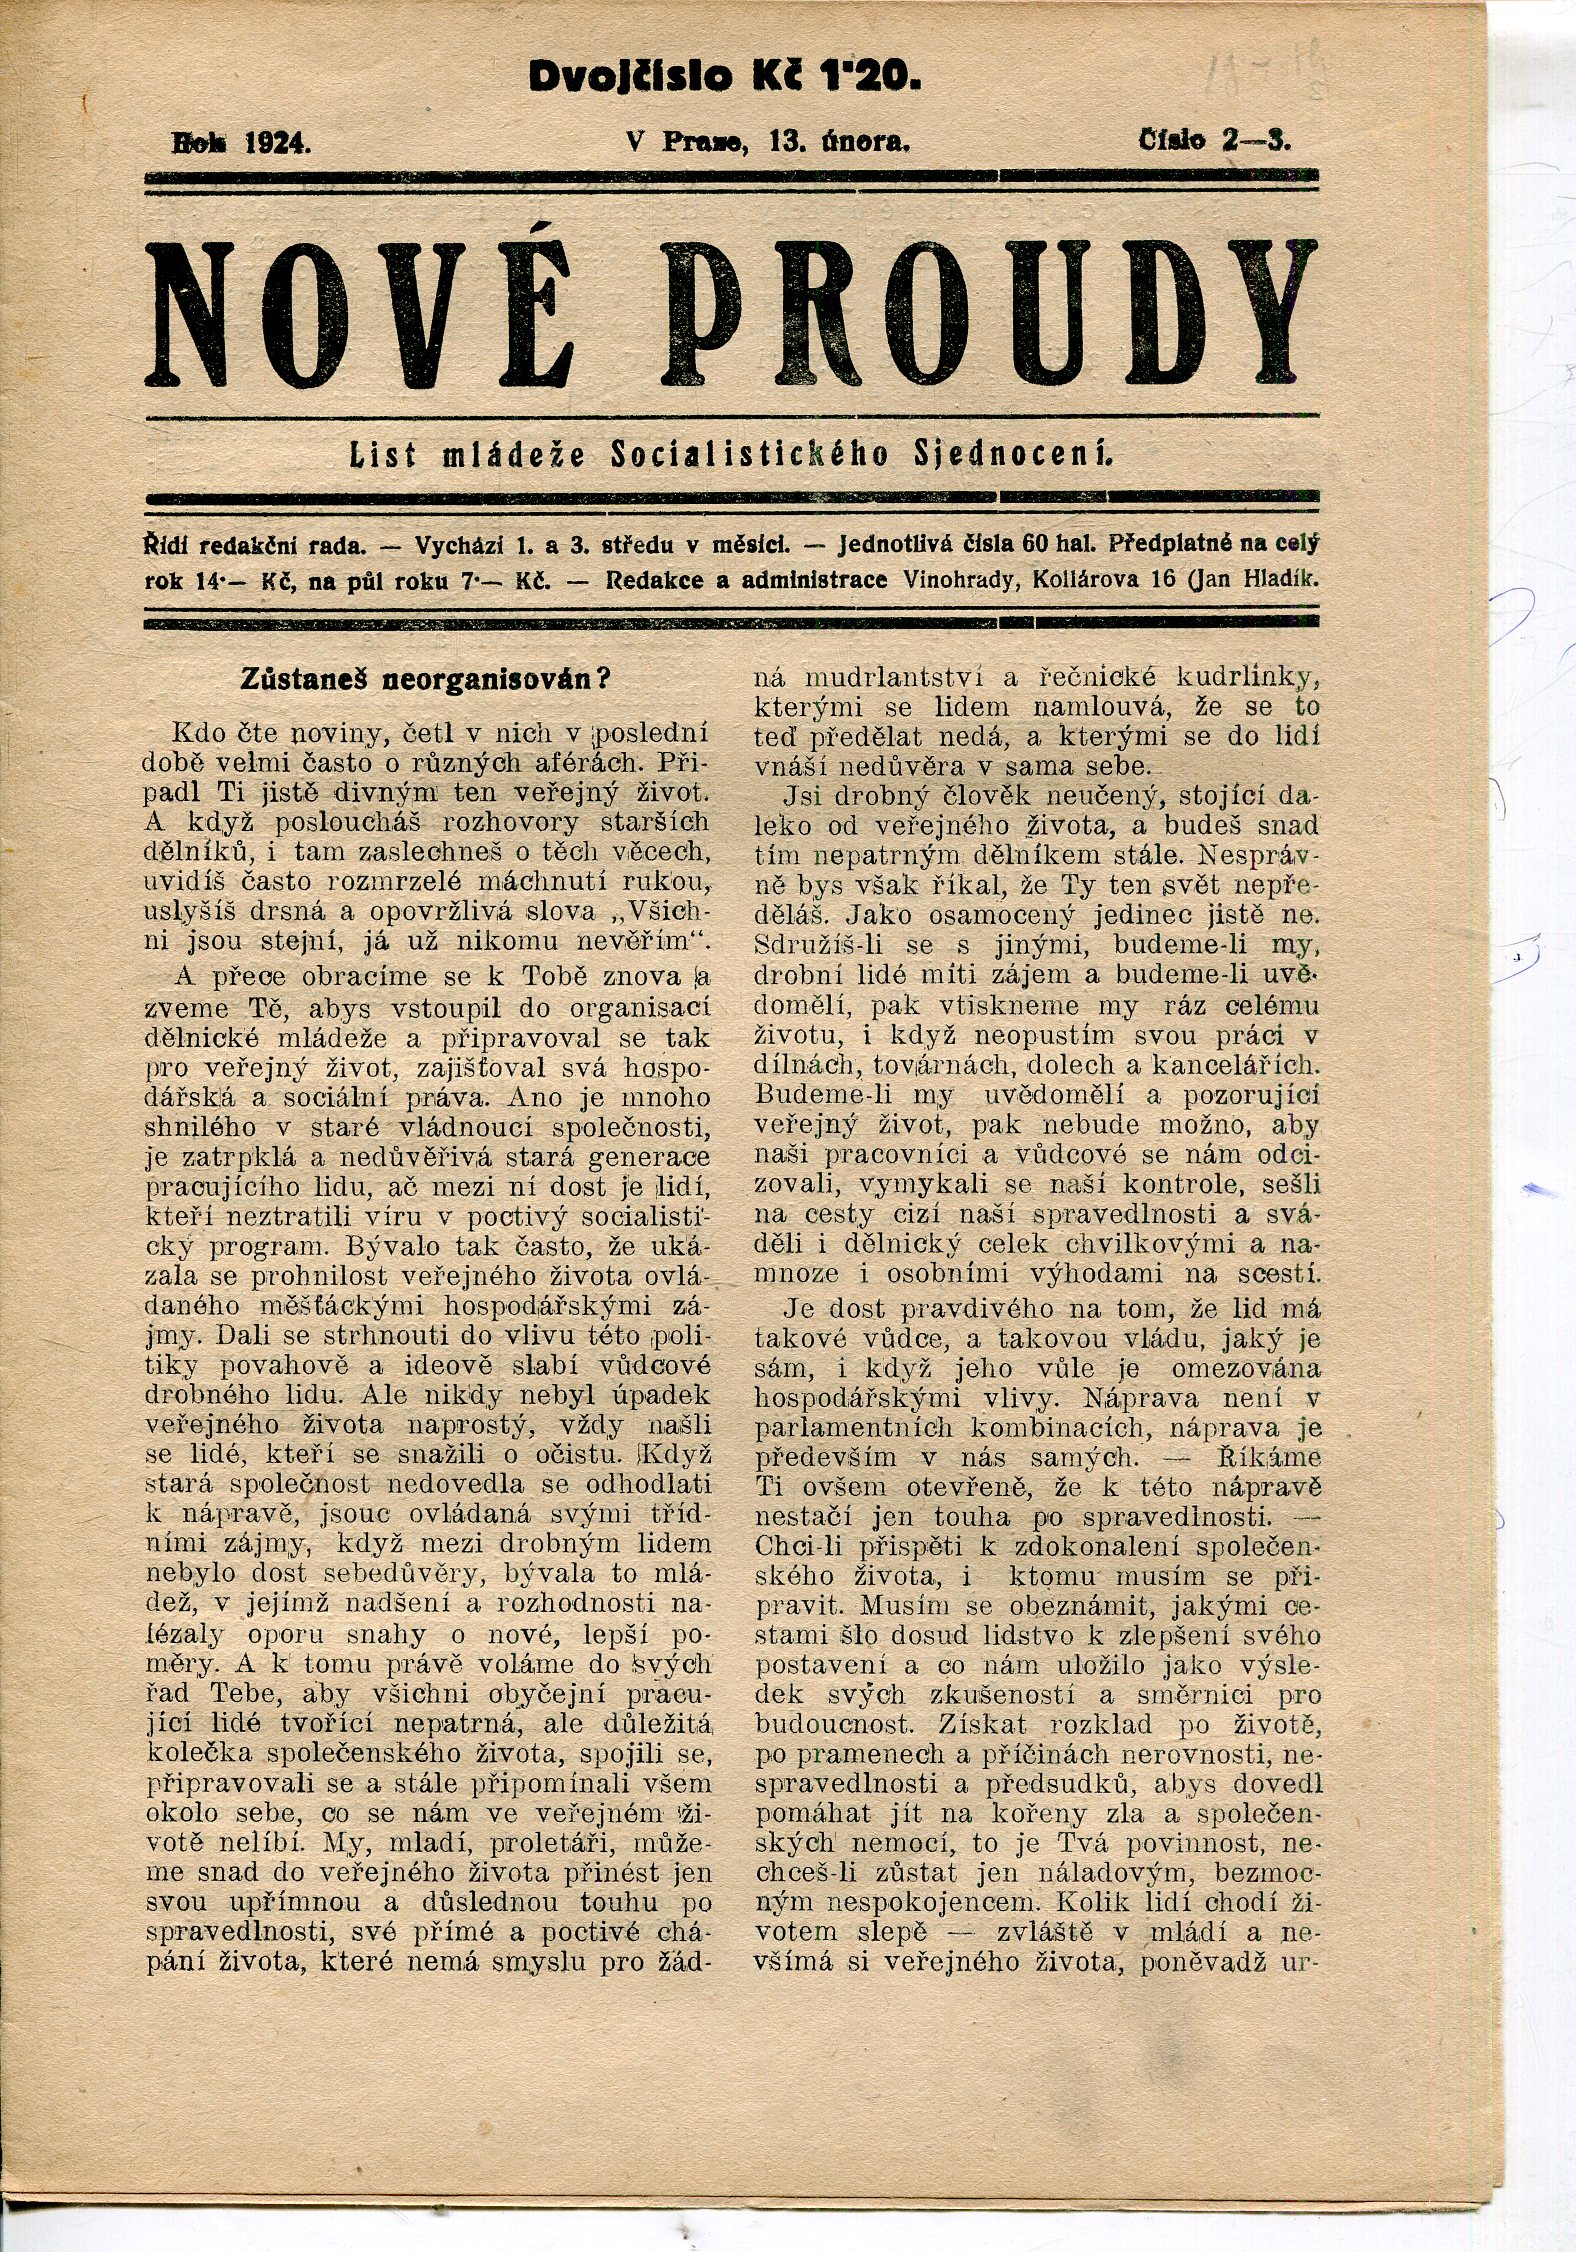 Dvojčíslo Kč 1·20.
Rok 1924. V Praze, 13. února. Číslo 2—3.
NOVÉ PROUDY
List mládeže Socialistického Sjednocení.
Řídí redakční rada. — Vychází 1. a 3. středu v měsíci. — Jednotlivá čísla 60 hal. Předplatné na celý
rok 14·— Kč, na půl roku 7·— Kč. — Redakce a administrace Vinohrady, Kollárova 16 (Jan Hladík.
Zůstaneš neorganisován?
Kdo čte noviny, četl v nich v poslední
době velmi často o různých aférách. Při-
padl Ti jistě divným ten veřejný život.
A když posloucháš rozhovory starších
dělníků, i tam zaslechneš o těch věcech,
uvidíš často rozmrzelé máchnutí rukou,
uslyšíš drsná a opovržlivá slova „Všich-
ni jsou stejní, já už nikomu nevěřím“.
A přece obracíme se k Tobě znova a
zveme Tě, abys vstoupil do organisací
dělnické mládeže a připravoval se tak
pro veřejný život, zajišťoval svá hospo-
dářská a sociální práva. Ano je mnoho
shnilého v staré vládnoucí společnosti,
je zatrpklá a nedůvěřivá stará generace
pracujícího lidu, ač mezi ní dost je lidí,
kteří neztratili víru v poctivý socialisti-
cký program. Bývalo tak často, že uká-
zala se prohnilost veřejného života ovlá-
daného měšťáckými hospodářskými zá-
jmy. Dali se strhnouti do vlivu této poli-
tiky povahově a ideově slabí vůdcové
drobného lidu. Ale nikdy nebyl úpadek
veřejného života naprostý, vždy našli
se lidé, kteří se snažili o očistu. Když
stará společnost nedovedla se odhodlati
k nápravě, jsouc ovládaná svými tříd-
ními zájmy, když mezi drobným lidem
nebylo dost sebedůvěry, bývala to mlá-
dež, v jejímž nadšení a rozhodnosti na-
lézaly oporu snahy o nové, lepší po-
měry. A k tomu právě voláme do svých
řad Tebe, aby všichni obyčejní pracu-
jící lidé tvořící nepatrná, ale důležitá
kolečka společenského života, spojili se,
připravovali se a stále připomínali všem
okolo sebe, co se nám ve veřejném ži-
votě nelíbí. My, mladí, proletáři, může-
me snad do veřejného života přinést jen
svou upřímnou a důslednou touhu po
spravedlnosti, své přímé a poctivé chá-
pání života, které nemá smyslu pro žád-
ná mudrlantství a řečnické kudrlinky,
kterými se lidem namlouvá, že se to
teď předělat nedá, a kterými se do lidí
vnáší nedůvěra v sama sebe.
Jsi drobný člověk neučený, stojící da-
leko od veřejného života, a budeš snad
tím nepatrným dělníkem stále. Nespráv-
ně bys však říkal, že Ty ten svět nepře-
děláš. Jako osamocený jedinec jistě ne.
Sdružíš-li se s jinými, budeme-li my,
drobní lidé míti zájem a budeme-li uvě-
domělí, pak vtiskneme my ráz celému
životu, i když neopustím svou práci v
dílnách, továrnách, dolech a kancelářích.
Budeme-li my uvědomělí a pozorující
veřejný život, pak nebude možno, aby
naši pracovníci a vůdcové se nám odci-
zovali, vymykali se naší kontrole, sešli
na cesty cizí naší spravedlnosti a svá-
děli i dělnický celek chvilkovými a na-
mnoze i osobními výhodami na scestí.
Je dost pravdivého na tom, že lid má
takové vůdce, a takovou vládu, jaký je
sám, i když jeho vůle je omezována
hospodářskými vlivy. Náprava není v
parlamentních kombinacích, náprava je
především v nás samých. — Říkáme
Ti ovšem otevřeně, že k této nápravě
nestačí jen touha po spravedlnosti. —
Chci-li přispěti k zdokonalení společen-
ského života, i ktomu musím se při-
pravit. Musím se obeznámit, jakými ce-
stami šlo dosud lidstvo k zlepšení svého
postavení a co nám uložilo jako výsle-
dek svých zkušeností a směrnici pro
budoucnost. Získat rozklad po životě,
po pramenech a příčinách nerovnosti, ne-
spravedlnosti a předsudků, abys dovedl
pomáhat jít na kořeny zla a společen-
ských nemocí, to je Tvá povinnost, ne-
chceš-li zůstat jen náladovým, bezmoc-
ným nespokojencem. Kolik lidí chodí ži-
votem slepě — zvláště v mládí a ne-
všímá si veřejného života, poněvadž ur-